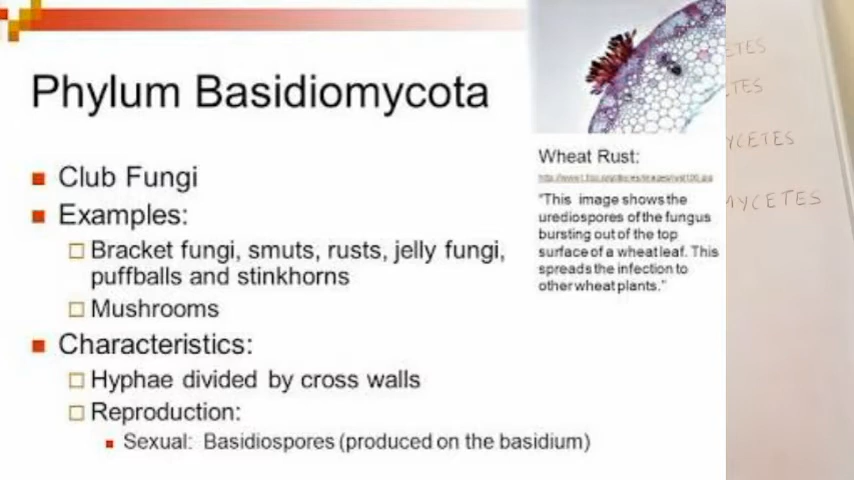 Phylum Basidiomycota
Club Fungi
Examples:
Bracket fungi, smuts, rusts, jelly fungi,
puffballs and stinkhorns
Mushrooms
Characteristics:
Hyphae divided by cross walls
Reproduction:
Sexual: Basidiospores (produced on the basidium)
Wheat Rust:
"This image shows the
urediospores of the fungus
bursting out of the top
surface of a wheat leaf. This
spreads the infection to
other wheat plants."
ETES
TES
YCETES
MYCETES